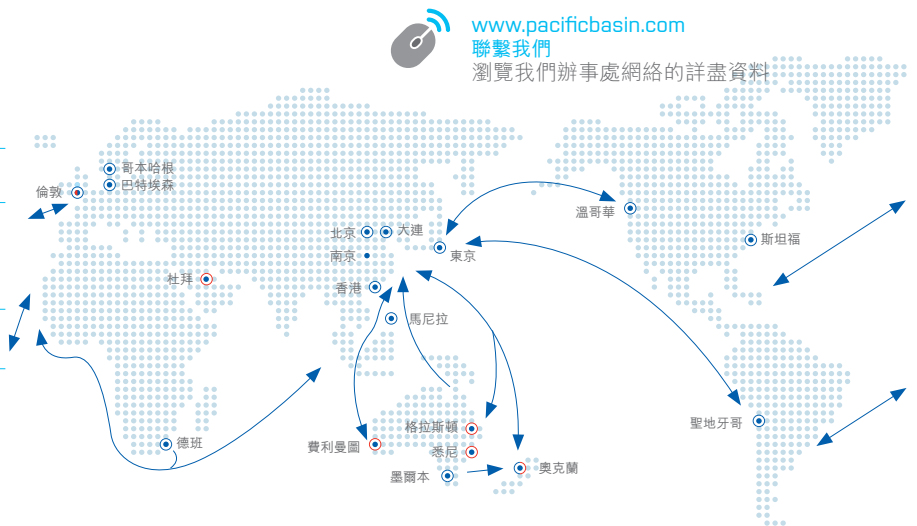 www.pacificbasin.com
聯繫我們
瀏覽我們辦事處網絡的詳盡資料
哥本哈根
巴特埃森
倫敦
溫哥華
北京
大連
斯坦福
南京
東京
杜拜
香港
馬尼拉
聖地牙哥
格拉斯頓
德班
費利曼圖
悉尼
墨爾本
奧克蘭